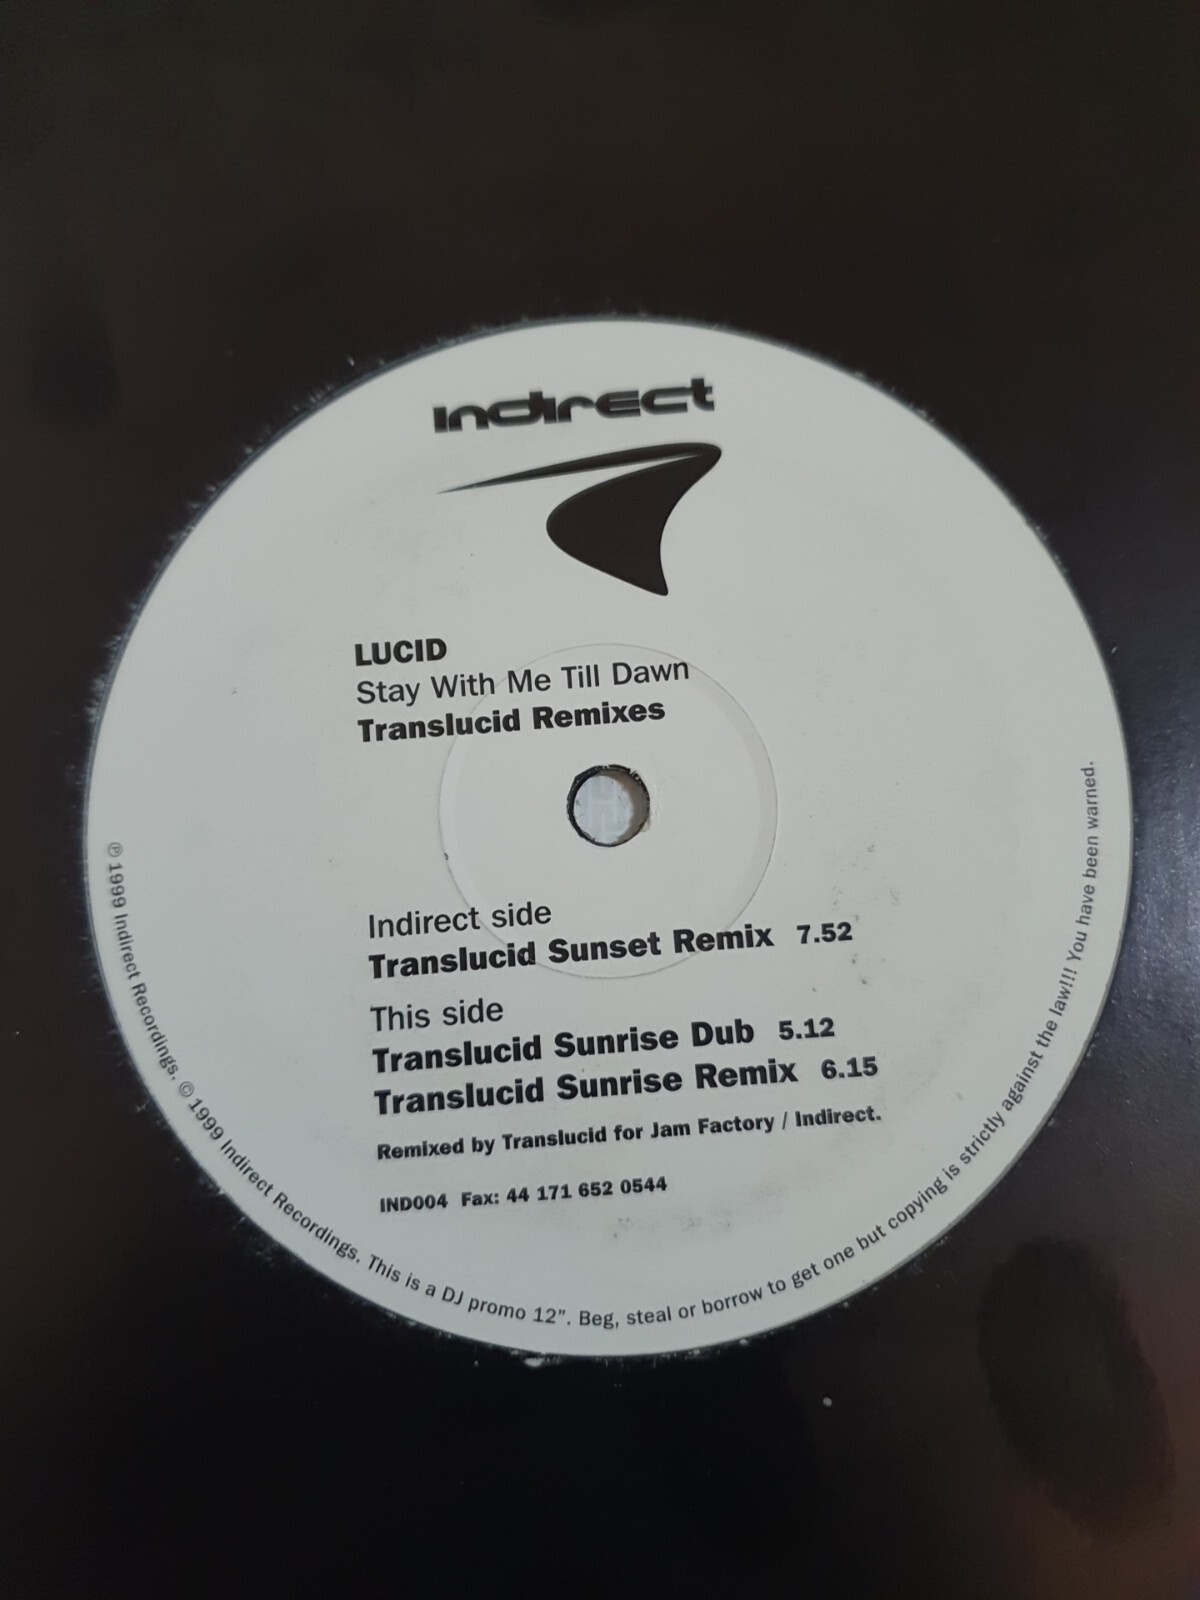 indirect
LUCID
Stay With Me Till Dawn
Translucid Remixes
Indirect side
Translucid Sunset Remix 7.52
This side
Translucid Sunrise Dub 5.12
Translucid Sunrise Remix 6.15
Remixed by Translucid for Jam Factory / Indirect.
IND004 Fax: 44 171 652 0544
℗ 1999 Indirect Recordings. © 1999 Indirect Recordings. This is a DJ promo 12". Beg, steal or borrow to get one but copying is strictly against the law!!! You have been warned.